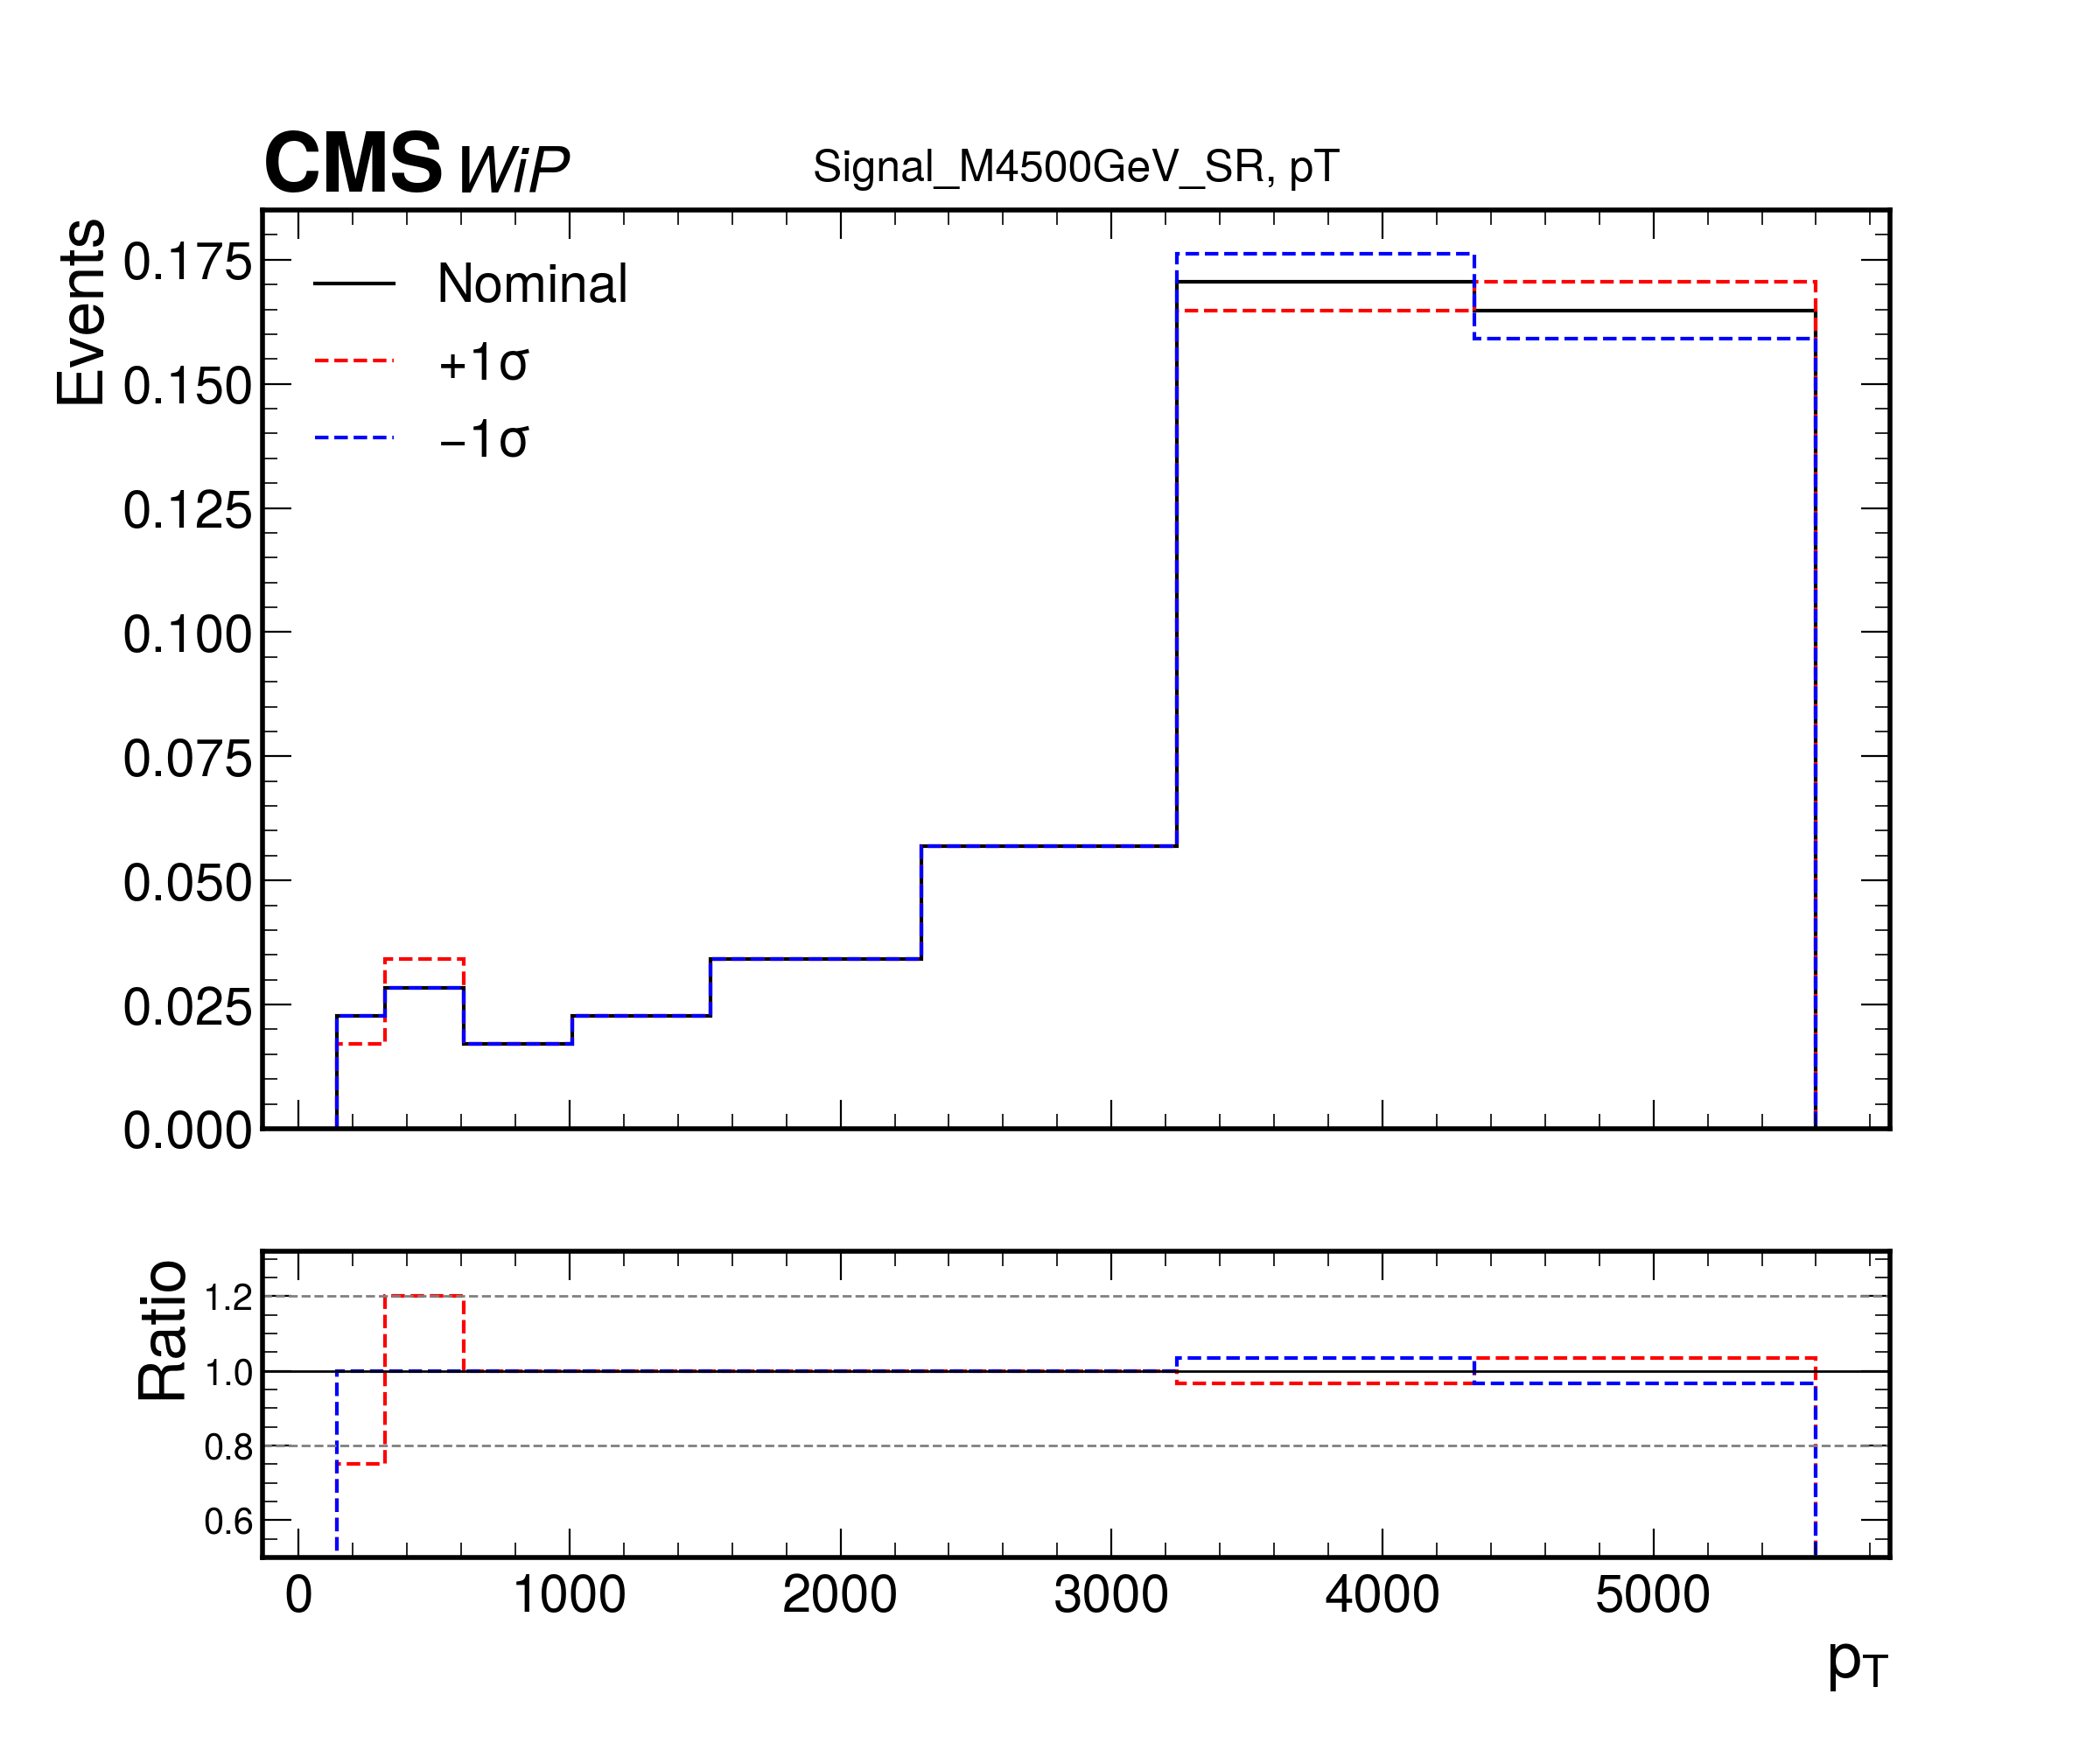 CMS WiP
Signal_M4500GeV_SR, pT
Events
0.175
0.150
0.125
0.100
0.075
0.050
0.025
0.000
Nominal
+1σ
−1σ
Ratio
1.2
1.0
0.8
0.6
0 1000 2000 3000 4000 5000
pT